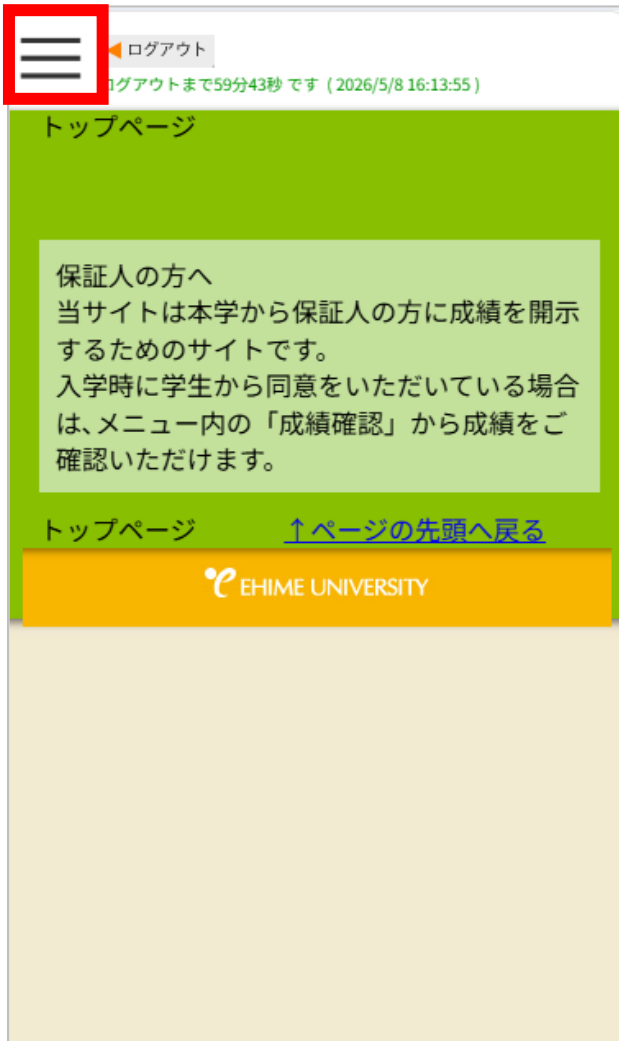 ログアウト
ログアウトまで59分43秒 です ( 2026/5/8 16:13:55 )
トップページ
保証人の方へ
当サイトは本学から保証人の方に成績を開示
するためのサイトです。
入学時に学生から同意をいただいている場合
は、メニュー内の「成績確認」から成績をご
確認いただけます。
トップページ ↑ページの先頭へ戻る
EHIME UNIVERSITY